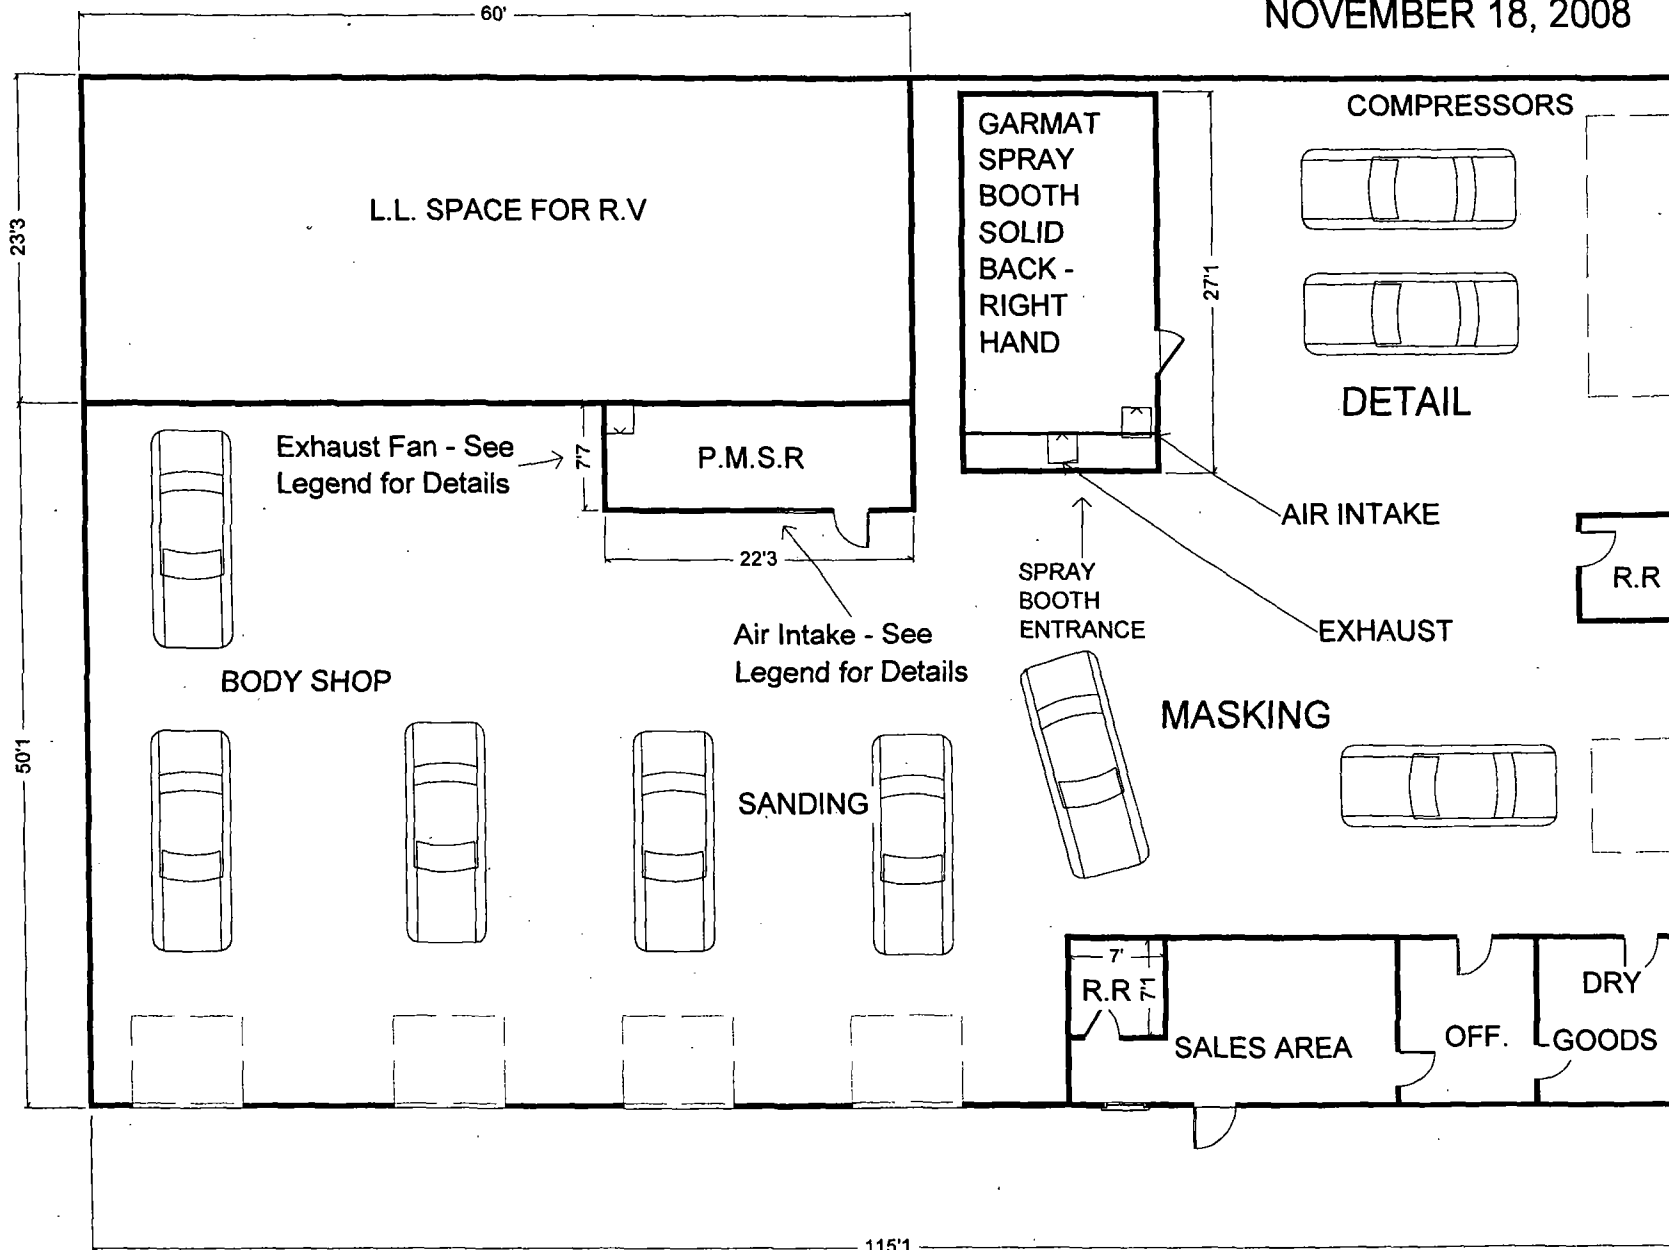 NOVEMBER 18, 2008
60'
COMPRESSORS
GARMAT
SPRAY
BOOTH
SOLID
BACK -
RIGHT
HAND
L.L. SPACE FOR R.V
23'3
27'1
DETAIL
Exhaust Fan - See
Legend for Details
7'7
P.M.S.R
AIR INTAKE
22'3
SPRAY
BOOTH
ENTRANCE
R.R
EXHAUST
Air Intake - See
Legend for Details
BODY SHOP
MASKING
50'1
SANDING
7'
R.R
7'1
DRY
GOODS
OFF.
SALES AREA
115'1